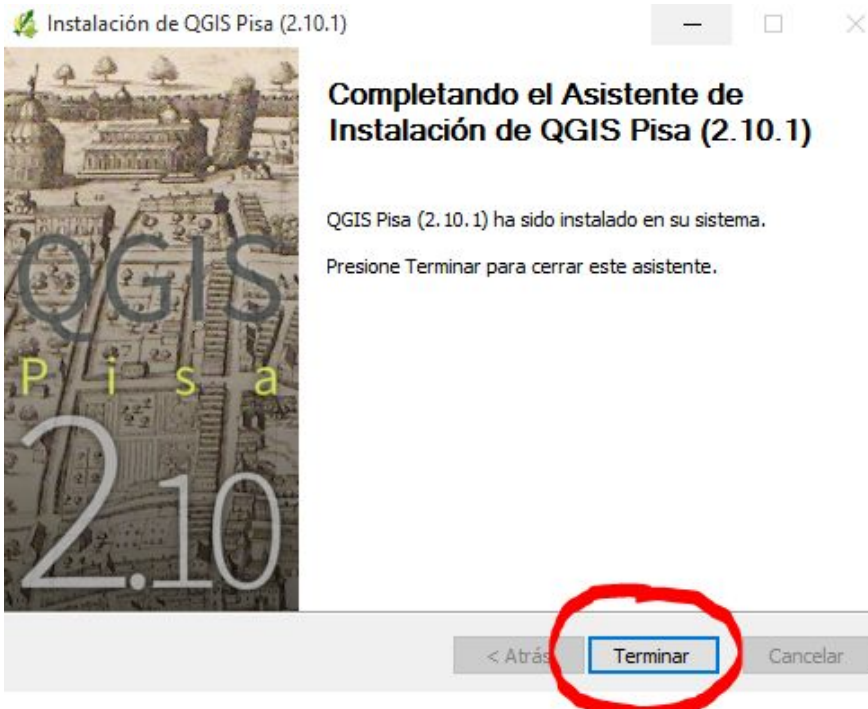 Instalación de QGIS Pisa (2.10.1)
Completando el Asistente de
Instalación de QGIS Pisa (2.10.1)
QGIS Pisa (2.10.1) ha sido instalado en su sistema.
Presione Terminar para cerrar este asistente.
QGIS
Pisa
2.10
< Atrás
Terminar
Cancelar